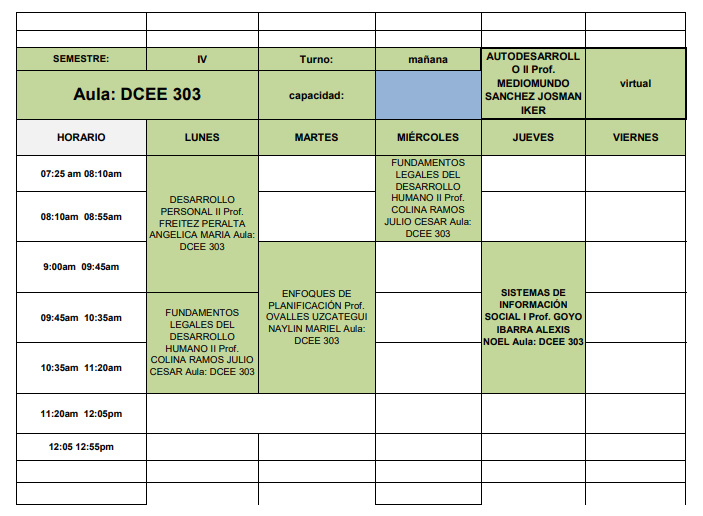 SEMESTRE: IV Turno: mañana
AUTODESARROLL
O II Prof.
MEDIOMUNDO
SANCHEZ JOSMAN
IKER
virtual
Aula: DCEE 303 capacidad:
HORARIO LUNES MARTES MIÉRCOLES JUEVES VIERNES
07:25 am 08:10am
08:10am 08:55am
9:00am 09:45am
09:45am 10:35am
10:35am 11:20am
11:20am 12:05pm
12:05 12:55pm
DESARROLLO
PERSONAL II Prof.
FREITEZ PERALTA
ANGELICA MARIA Aula:
DCEE 303
FUNDAMENTOS
LEGALES DEL
DESARROLLO
HUMANO II Prof.
COLINA RAMOS JULIO
CESAR Aula: DCEE 303
ENFOQUES DE
PLANIFICACIÓN Prof.
OVALLES UZCATEGUI
NAYLIN MARIEL Aula:
DCEE 303
FUNDAMENTOS
LEGALES DEL
DESARROLLO
HUMANO II Prof.
COLINA RAMOS
JULIO CESAR Aula:
DCEE 303
SISTEMAS DE
INFORMACIÓN
SOCIAL I Prof. GOYO
IBARRA ALEXIS
NOEL Aula: DCEE 303